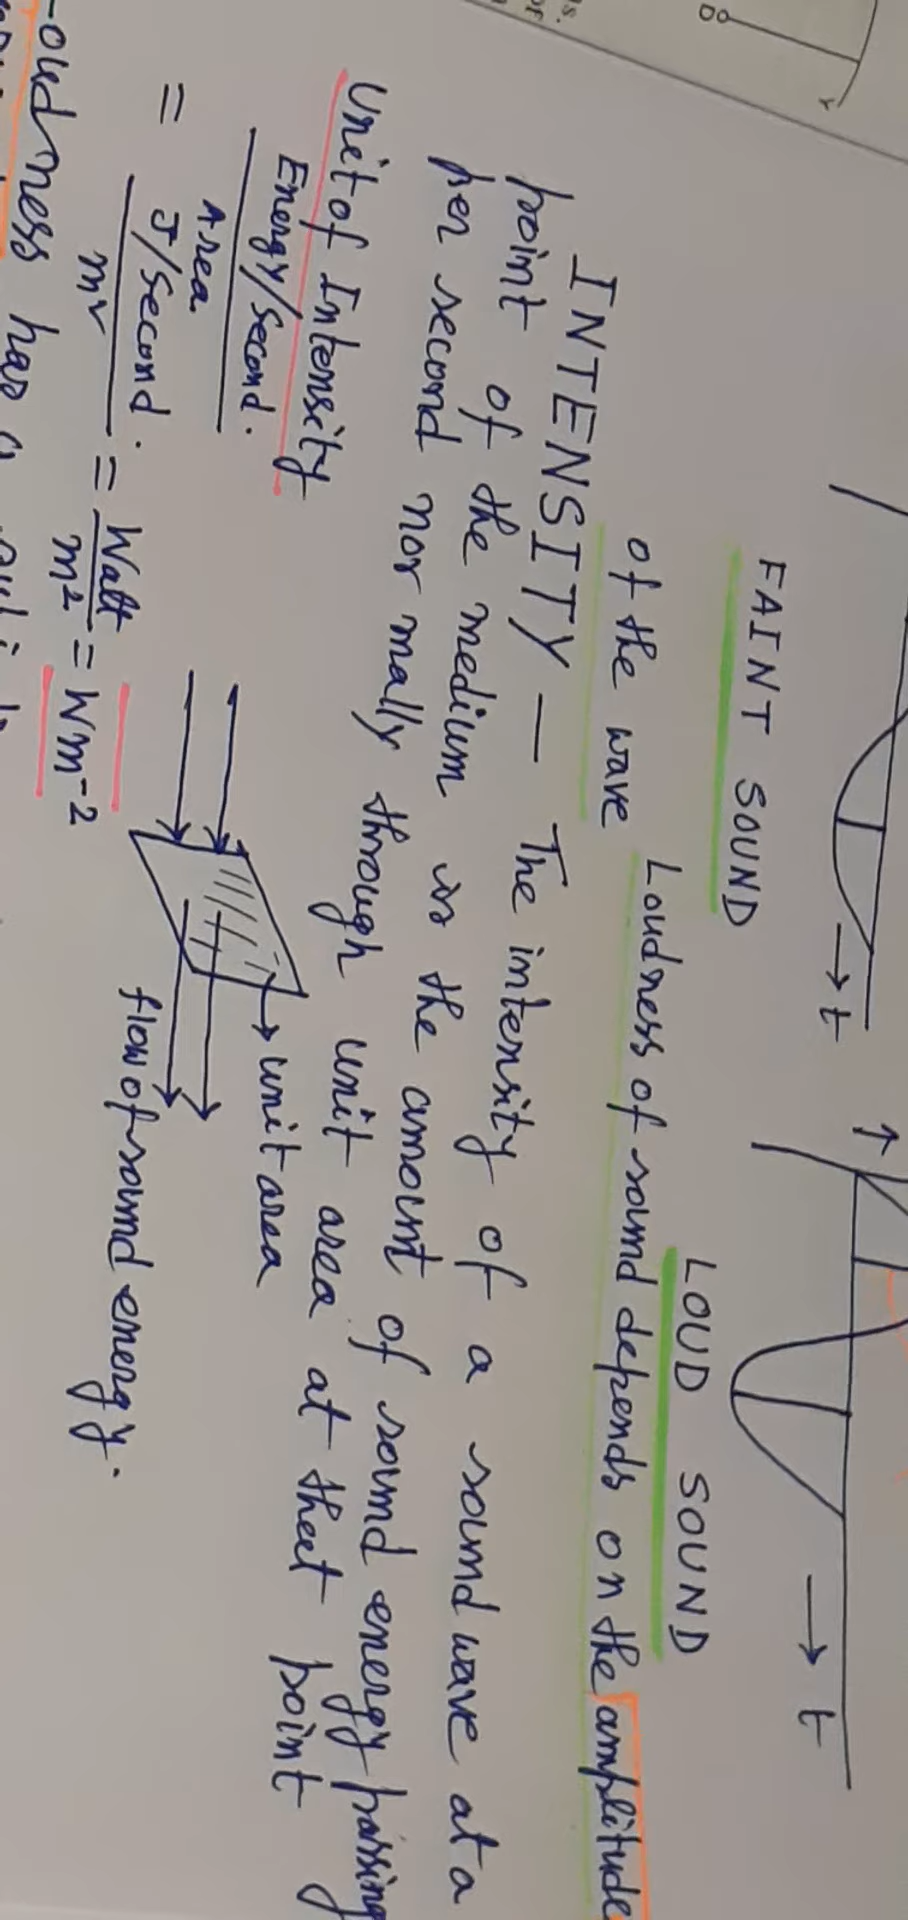 FAINT SOUND
LOUD SOUND
→ t
→ t
Loudness of sound depends on the amplitude
of the wave
INTENSITY — The intensity of a sound wave at a
point of the medium is the amount of sound energy passing
per second normally through unit area at that point
Unit of Intensity
Energy/second.
Area
= J/second.
m²
= Watt
m²
= Wm⁻²
unit area
flow of sound energy.
oudness has a